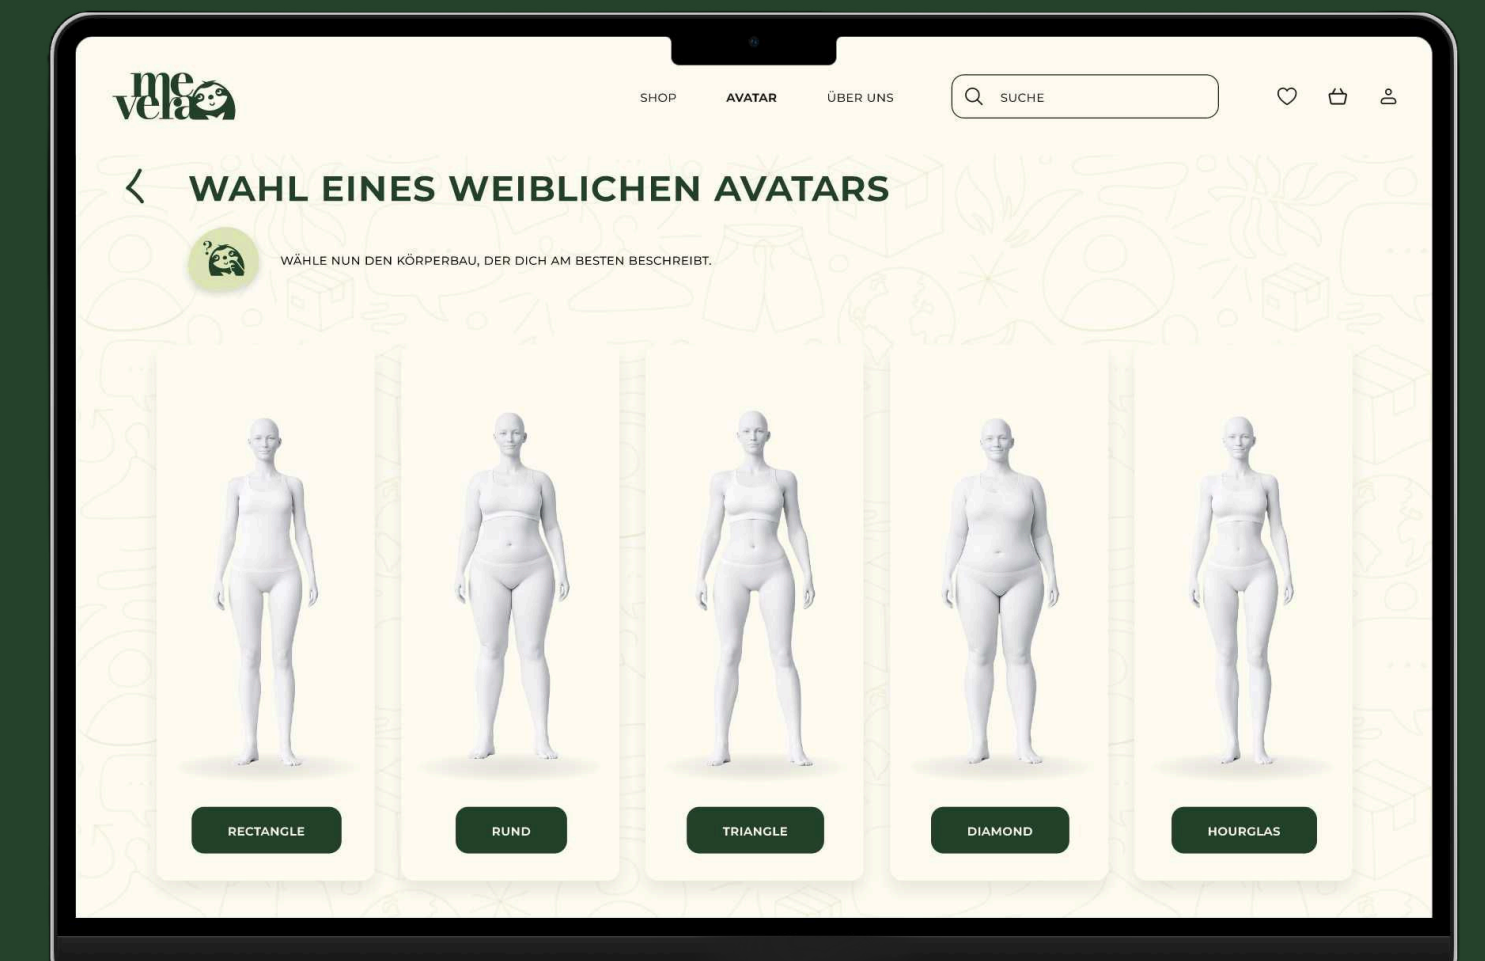 me
vera
SHOP
AVATAR
ÜBER UNS
SUCHE
WAHL EINES WEIBLICHEN AVATARS
?
WÄHLE NUN DEN KÖRPERBAU, DER DICH AM BESTEN BESCHREIBT.
RECTANGLE
RUND
TRIANGLE
DIAMOND
HOURGLAS